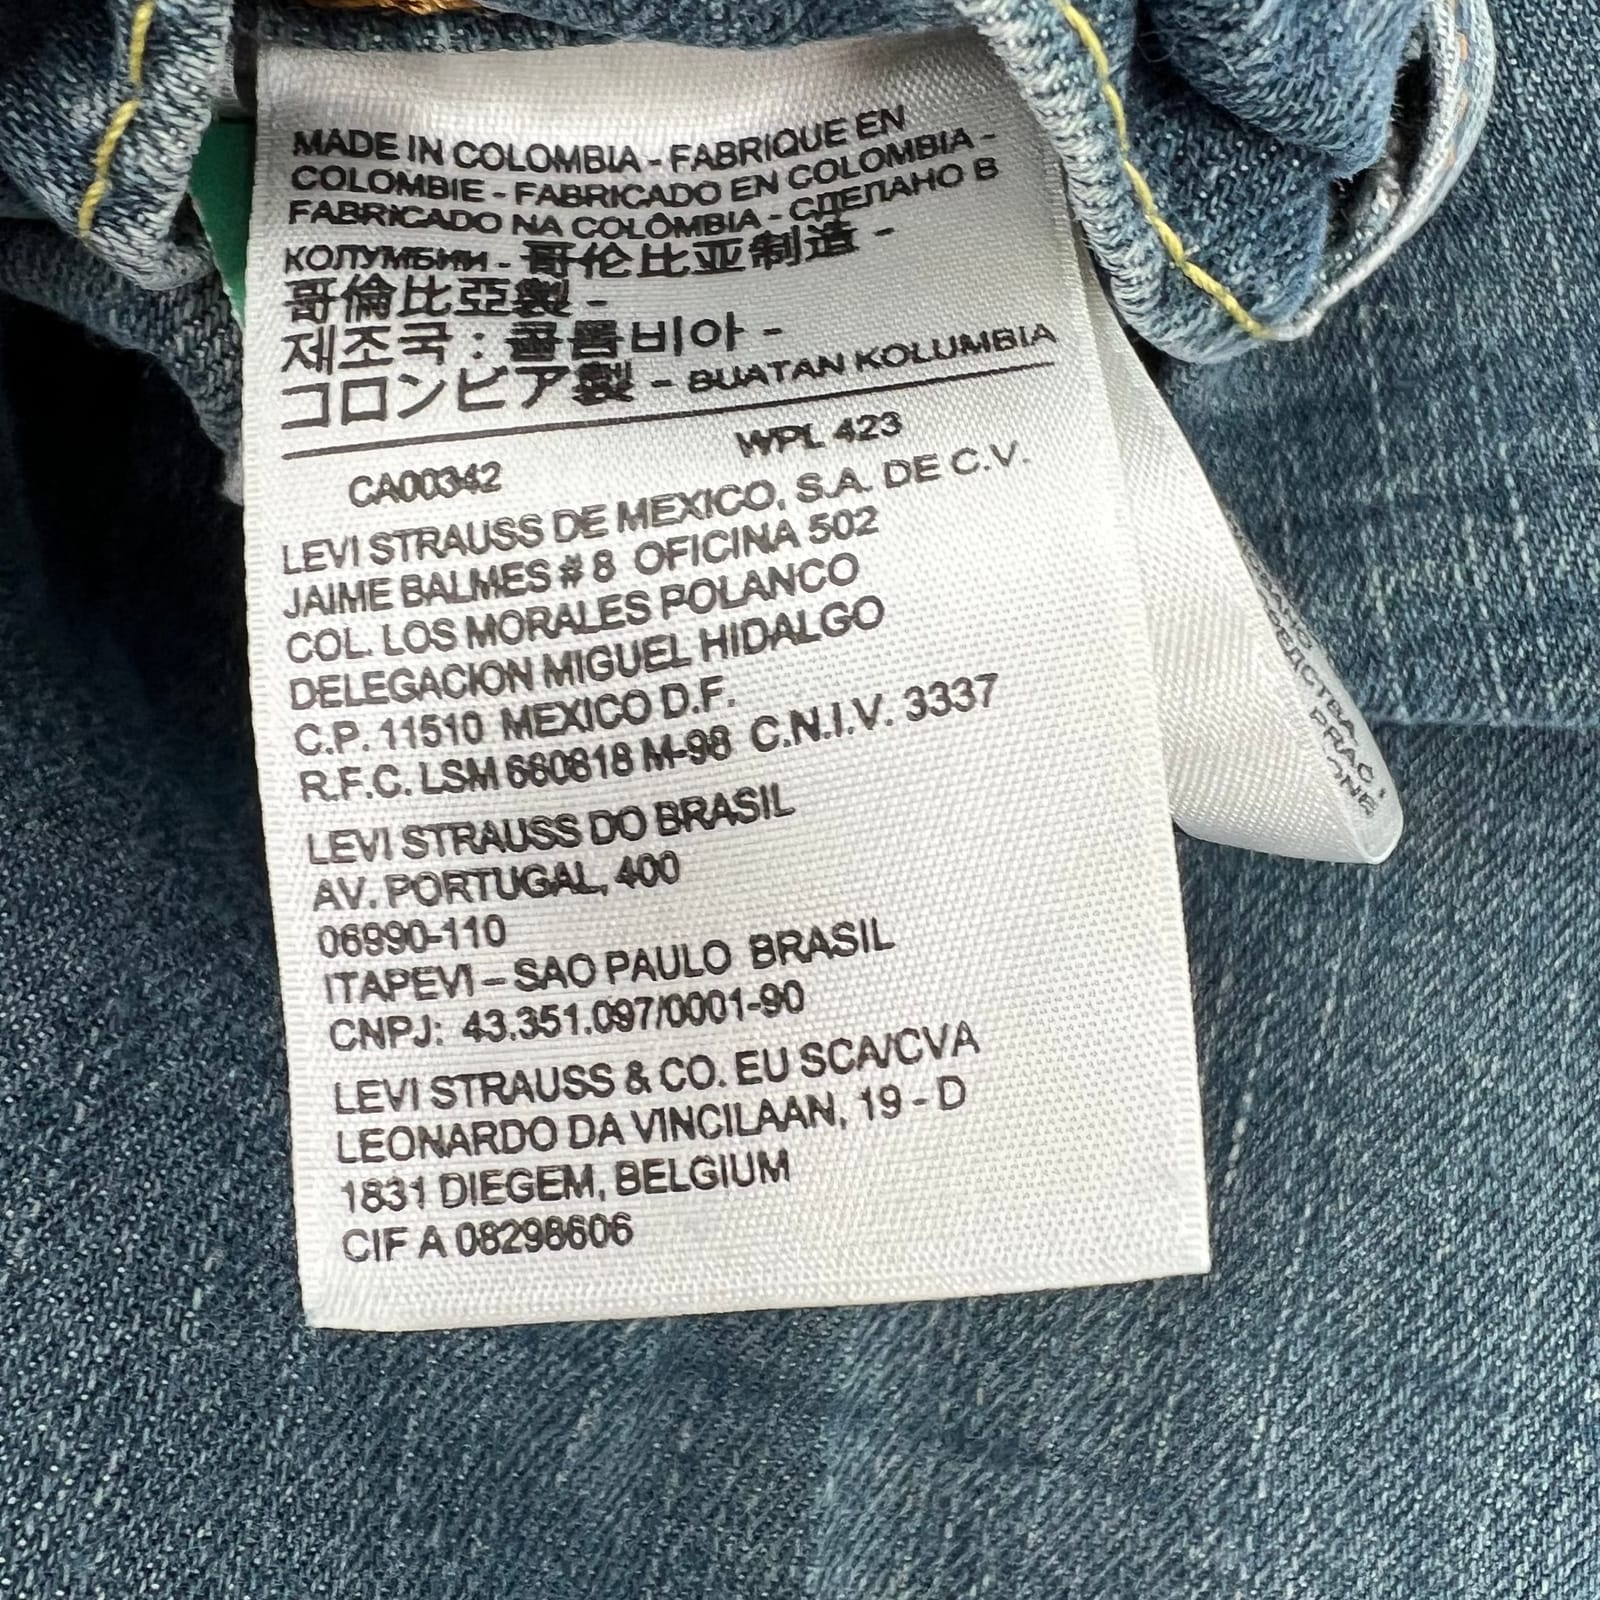 MADE IN COLOMBIA - FABRIQUE EN
COLOMBIE - FABRICADO EN COLOMBIA -
FABRICADO NA COLÔMBIA - СДЕЛАНО В
КОЛУМБИИ - 哥伦比亚制造 -
哥倫比亞製 -
제조국 : 콜롬비아 -
コロンビア製 - BUATAN KOLUMBIA
CA00342 WPL 423
LEVI STRAUSS DE MEXICO, S.A. DE C.V.
JAIME BALMES # 8 OFICINA 502
COL. LOS MORALES POLANCO
DELEGACION MIGUEL HIDALGO
C.P. 11510 MEXICO D.F.
R.F.C. LSM 660818 M-98 C.N.I.V. 3337
LEVI STRAUSS DO BRASIL
AV. PORTUGAL, 400
06990-110
ITAPEVI – SAO PAULO BRASIL
CNPJ: 43.351.097/0001-90
LEVI STRAUSS & CO. EU SCA/CVA
LEONARDO DA VINCILAAN, 19 - D
1831 DIEGEM, BELGIUM
CIF A 08298606